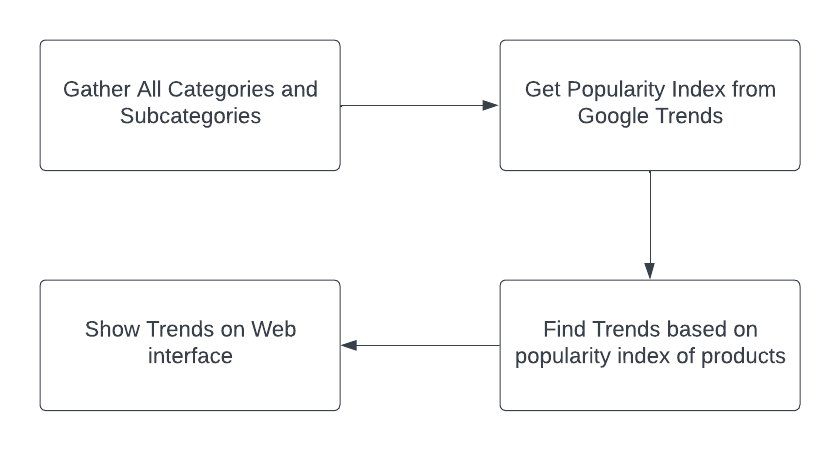 Gather All Categories and
Subcategories
Get Popularity Index from
Google Trends
Find Trends based on
popularity index of products
Show Trends on Web
interface